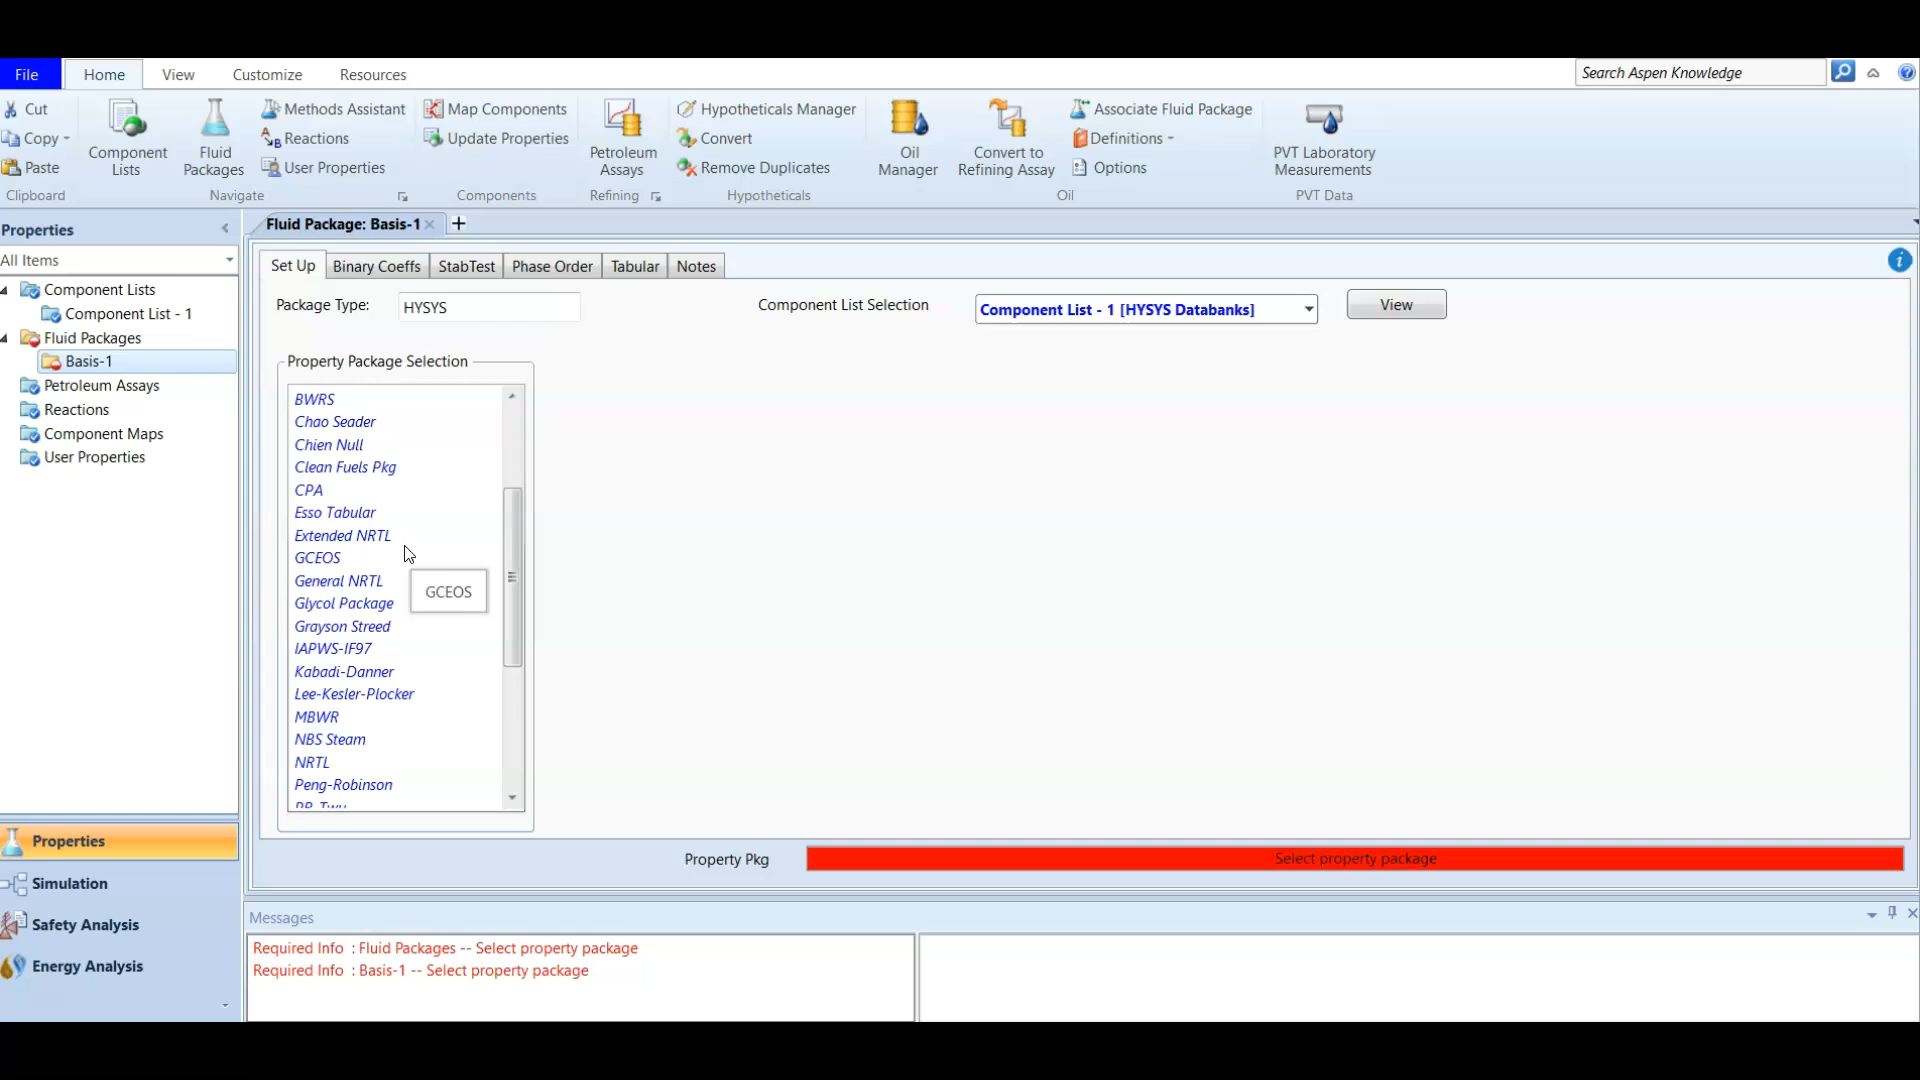 File
Home
View
Customize
Resources
Search Aspen Knowledge
Cut
Copy
Paste
Clipboard
Component
Lists
Fluid
Packages
Methods Assistant
Reactions
User Properties
Navigate
Map Components
Update Properties
Components
Petroleum
Assays
Refining
Hypotheticals Manager
Convert
Remove Duplicates
Hypotheticals
Oil
Manager
Convert to
Refining Assay
Associate Fluid Package
Definitions
Options
Oil
PVT Laboratory
Measurements
PVT Data
Properties
All Items
Component Lists
Component List - 1
Fluid Packages
Basis-1
Petroleum Assays
Reactions
Component Maps
User Properties
Properties
Simulation
Safety Analysis
Energy Analysis
Fluid Package: Basis-1
Set Up
Binary Coeffs
StabTest
Phase Order
Tabular
Notes
Package Type:
HYSYS
Component List Selection
Component List - 1 [HYSYS Databanks]
View
Property Package Selection
BWRS
Chao Seader
Chien Null
Clean Fuels Pkg
CPA
Esso Tabular
Extended NRTL
GCEOS
General NRTL
GCEOS
Glycol Package
Grayson Streed
IAPWS-IF97
Kabadi-Danner
Lee-Kesler-Plocker
MBWR
NBS Steam
NRTL
Peng-Robinson
PR-Twu
Property Pkg
Select property package
Messages
Required Info : Fluid Packages -- Select property package
Required Info : Basis-1 -- Select property package